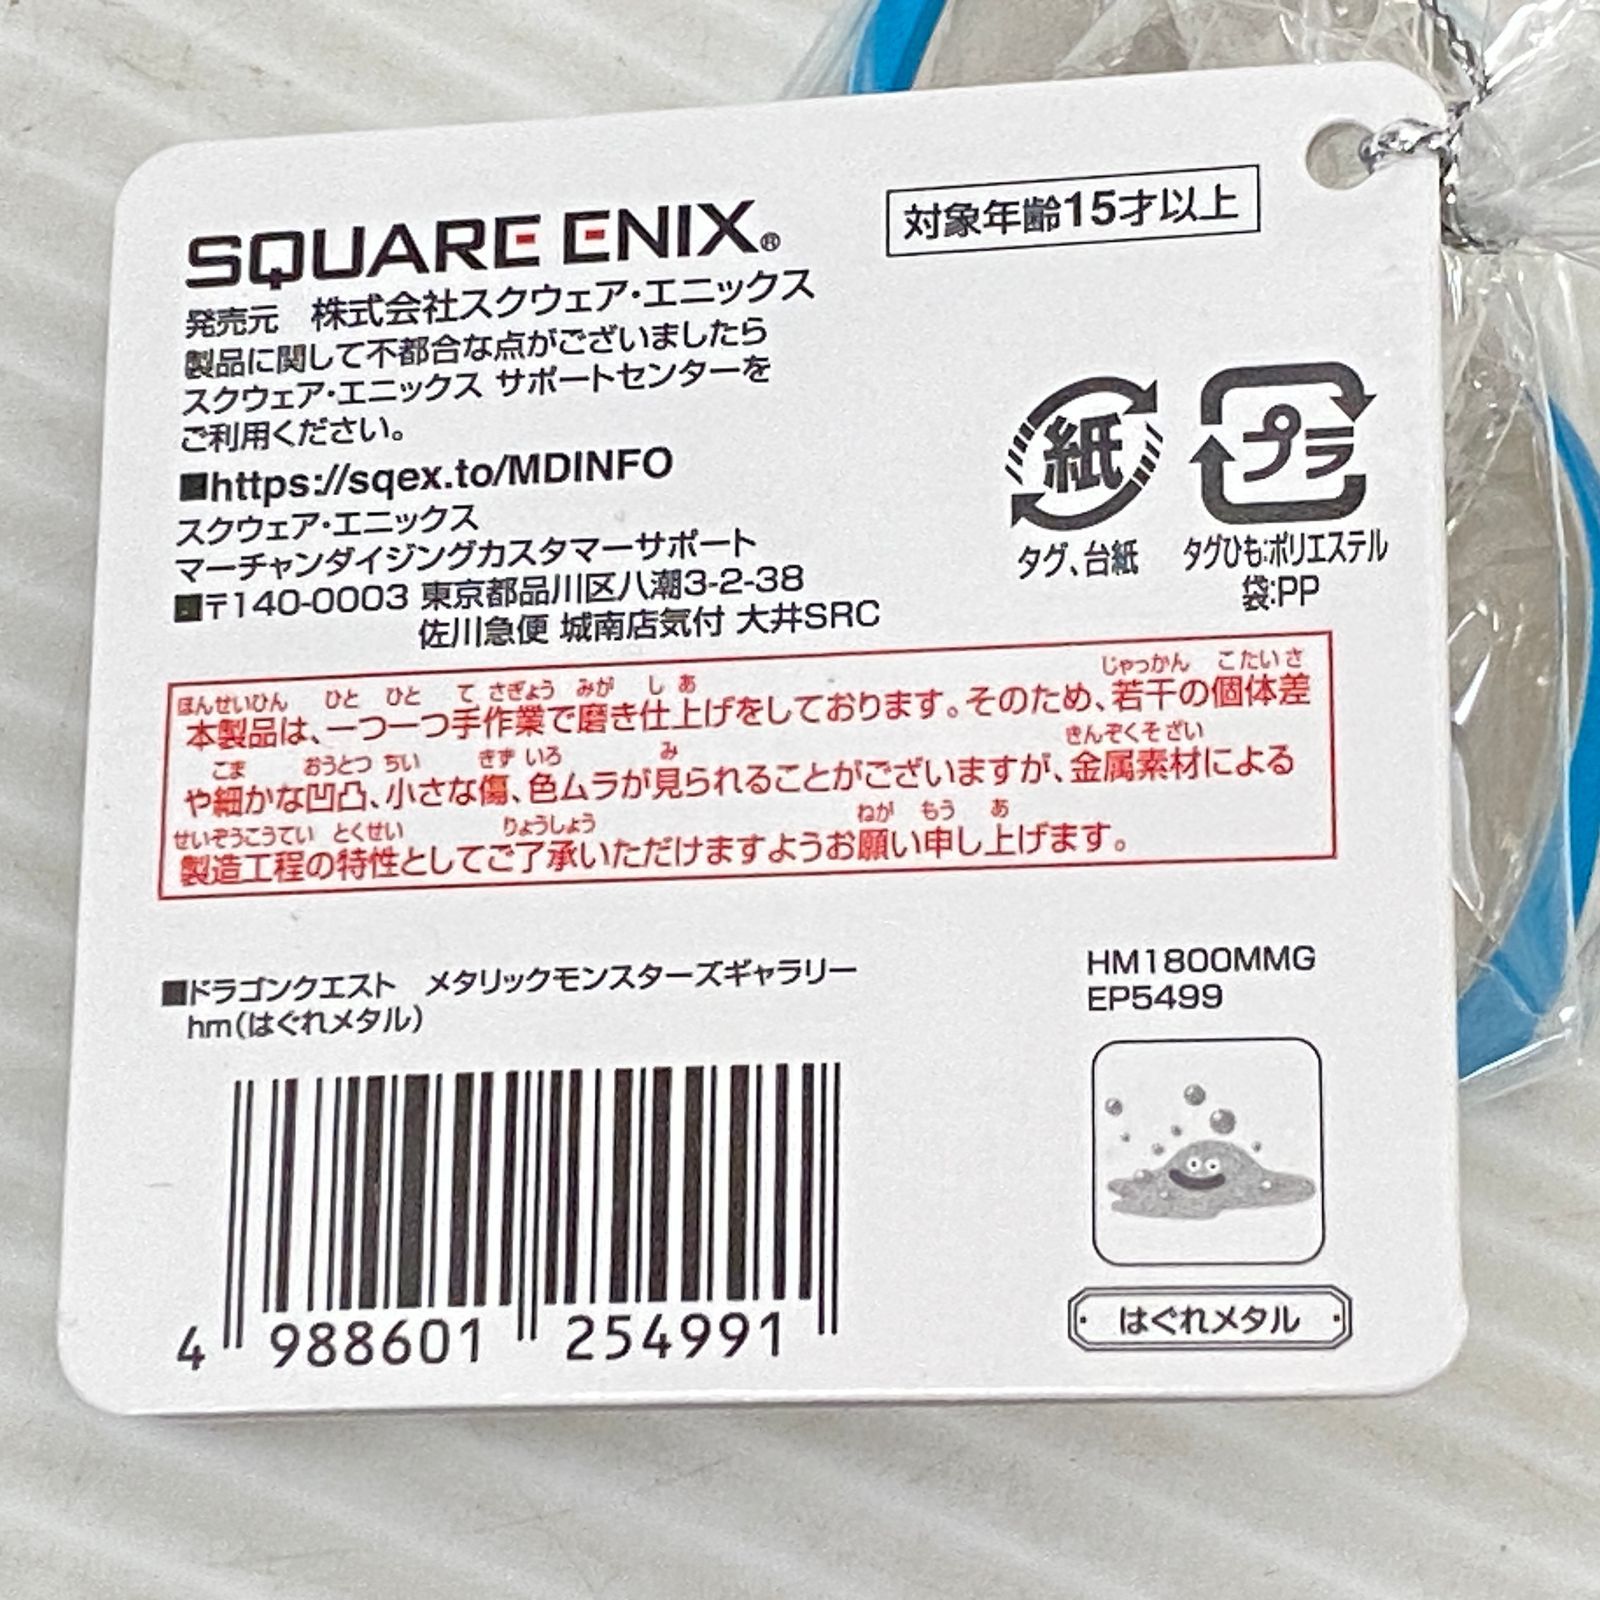 SQUARE ENIX®
対象年齢15才以上
発売元 株式会社スクウェア・エニックス
製品に関して不都合な点がございましたら
スクウェア・エニックス サポートセンターを
ご利用ください。
■https://sqex.to/MDINFO
スクウェア・エニックス
マーチャンダイジングカスタマーサポート
■〒140-0003 東京都品川区八潮3-2-38
佐川急便 城南店気付 大井SRC
紙
タグ、台紙
プラ
タグひも:ポリエステル
袋:PP
ほんせいひん ひと ひと て さぎょう みが し あ じゃっかん こたいさ
本製品は、一つ一つ手作業で磨き仕上げをしております。そのため、若干の個体差
こま おうとつ ちい きず いろ み きんぞくそざい
や細かな凹凸、小さな傷、色ムラが見られることがございますが、金属素材による
せいぞうこうてい とくせい りょうしょう ねが もう あ
製造工程の特性としてご了承いただけますようお願い申し上げます。
■ドラゴンクエスト メタリックモンスターズギャラリー
hm(はぐれメタル)
HM1800MMG
EP5499
4 988601 254991
はぐれメタル